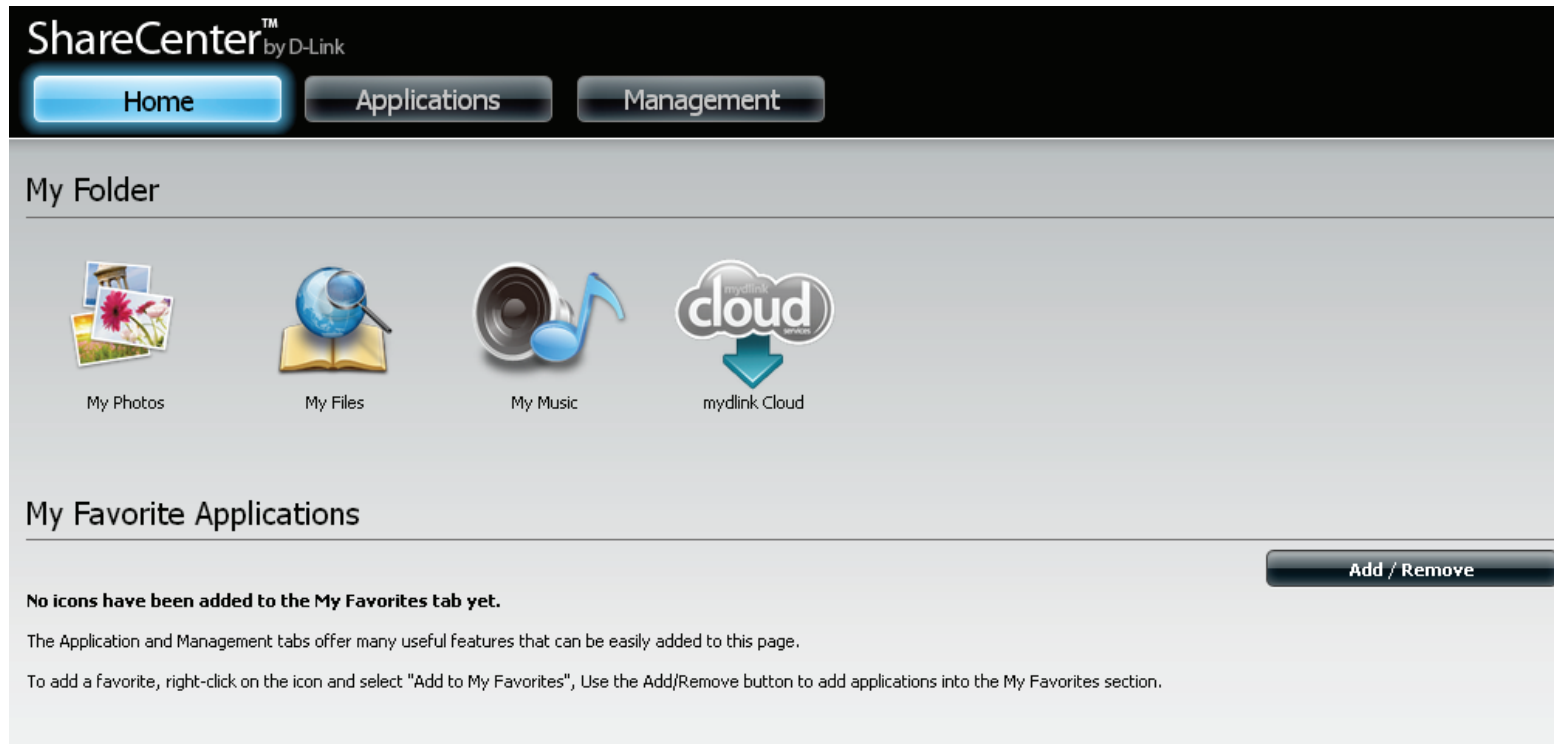 ShareCenter™ by D-Link
Home Applications Management
My Folder
mydlink
cloud
services
My Photos My Files My Music mydlink Cloud
My Favorite Applications
Add / Remove
No icons have been added to the My Favorites tab yet.
The Application and Management tabs offer many useful features that can be easily added to this page.
To add a favorite, right-click on the icon and select "Add to My Favorites", Use the Add/Remove button to add applications into the My Favorites section.